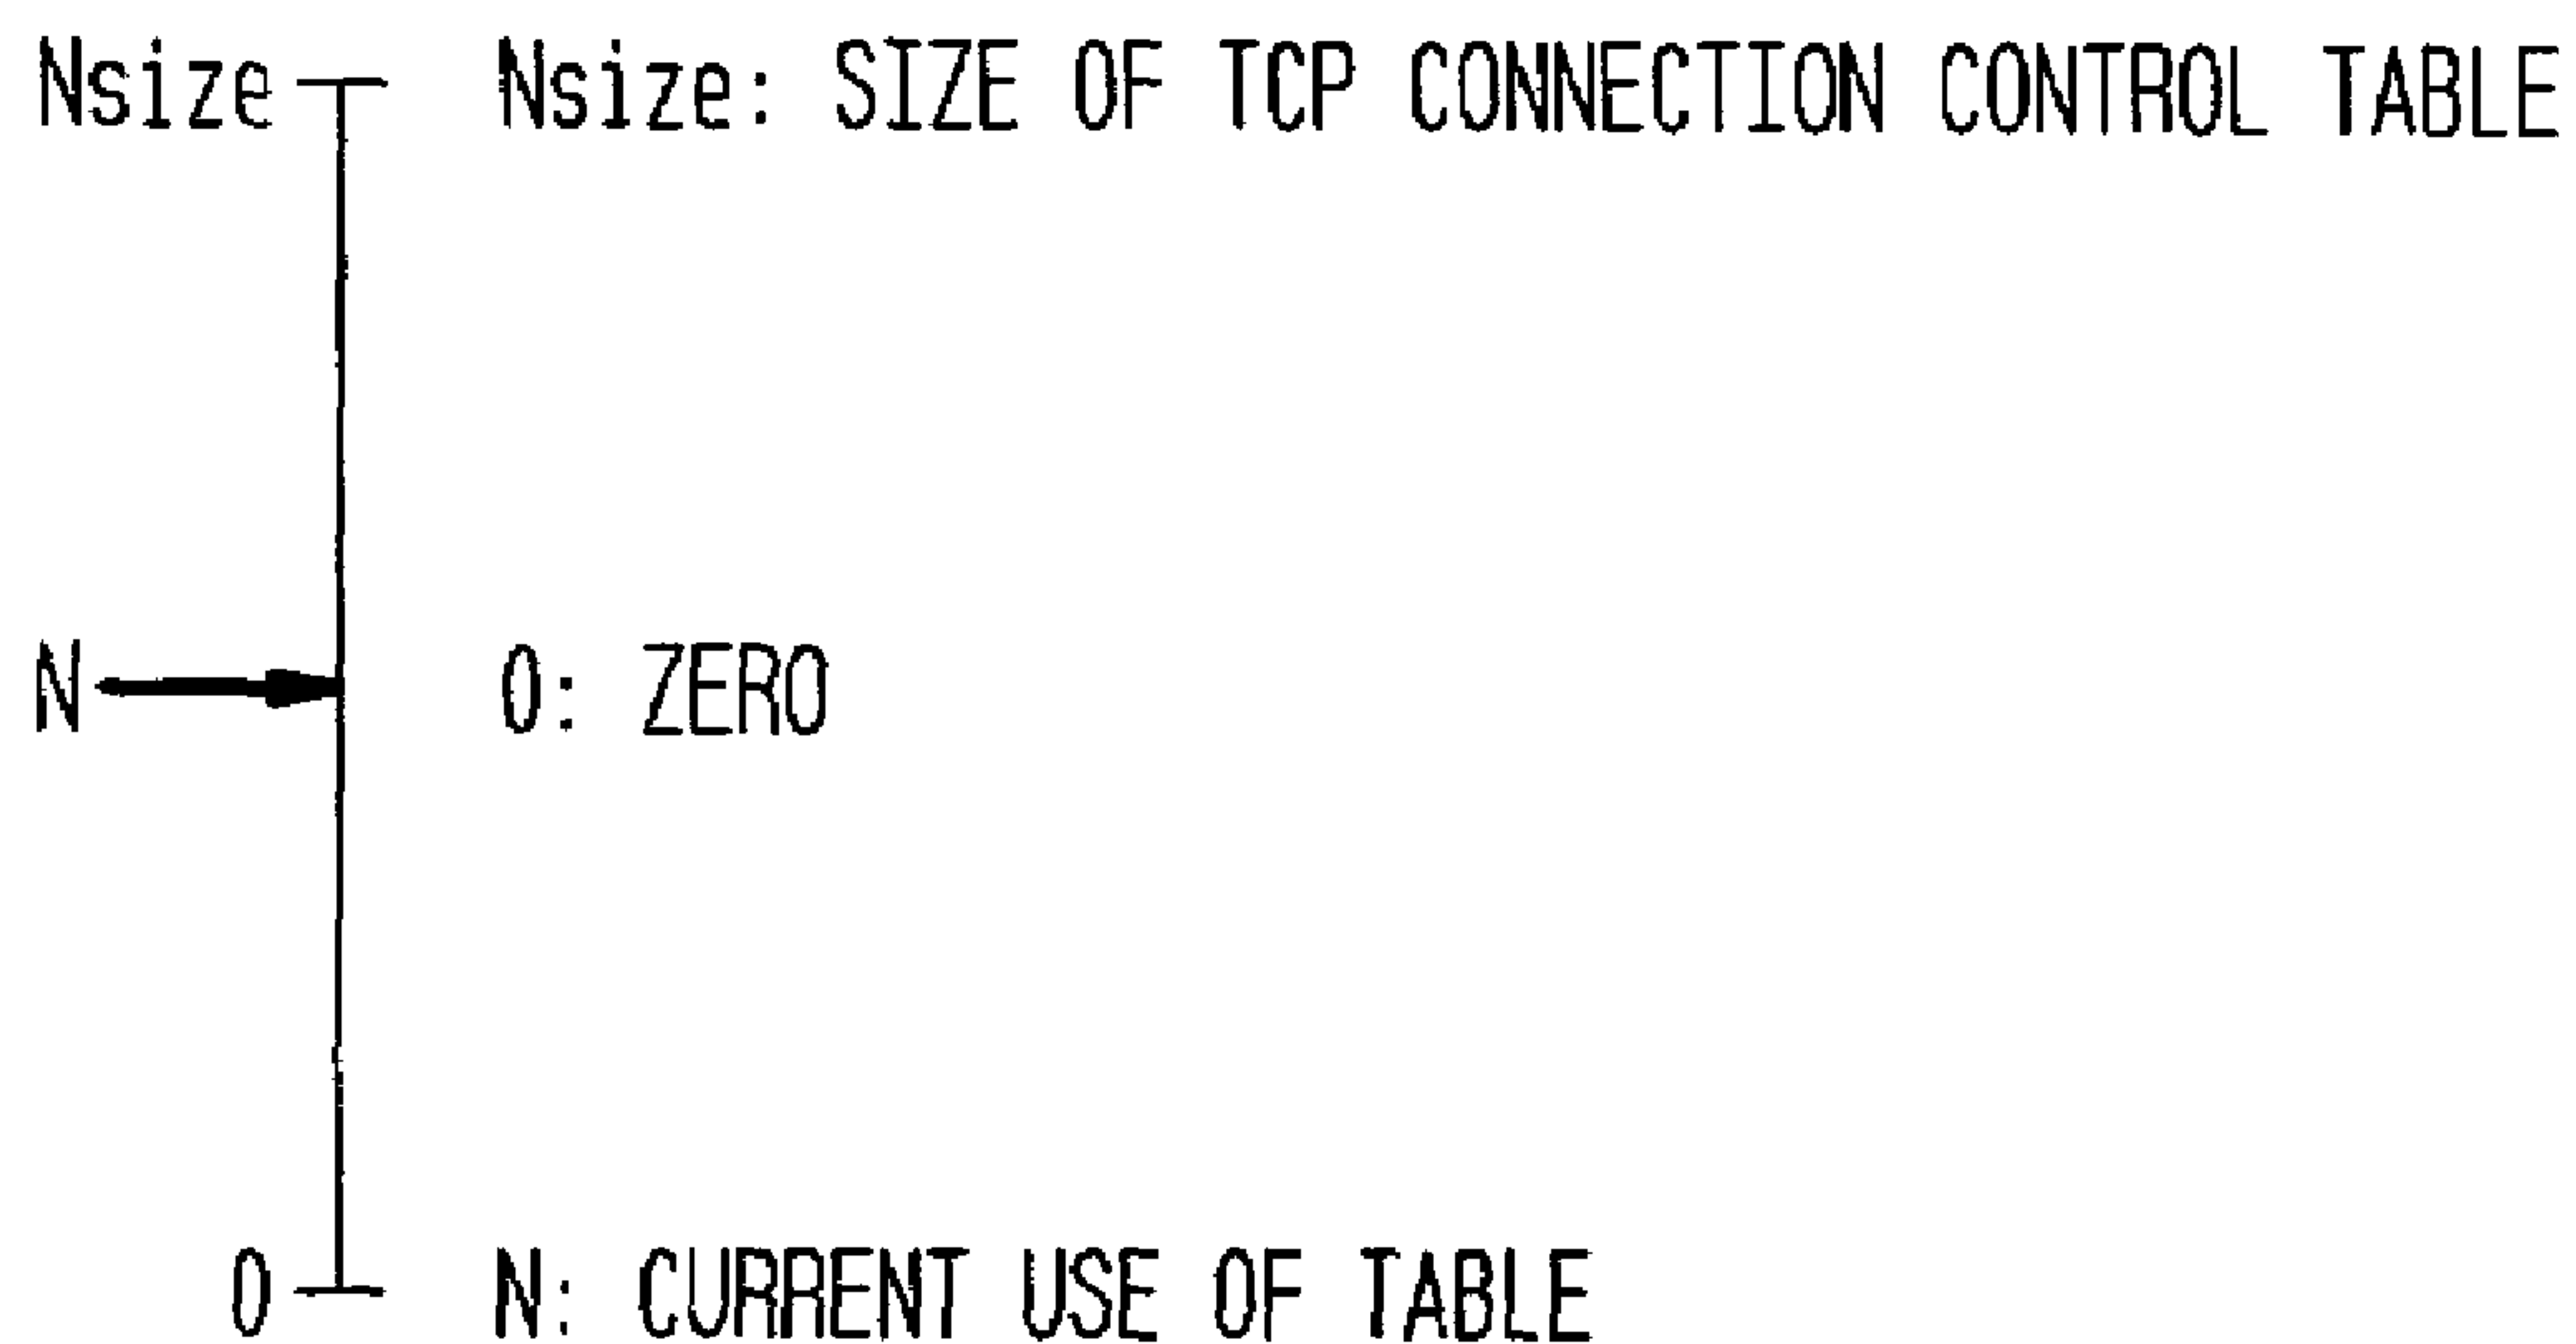 Nsize Nsize: SIZE OF TCP CONNECTION CONTROL TABLE
N 0: ZERO
0 N: CURRENT USE OF TABLE